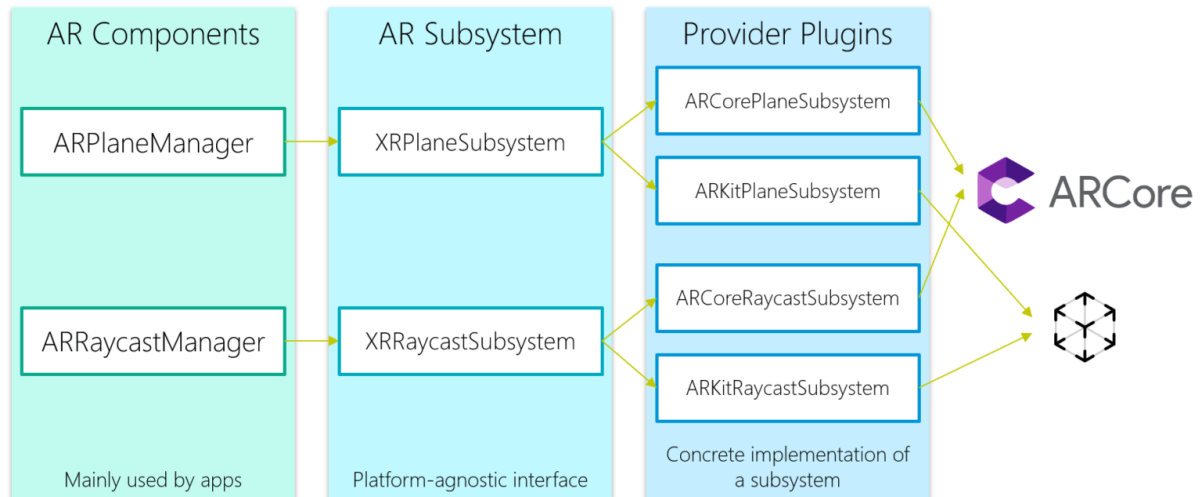 AR Components
ARPlaneManager
ARRaycastManager
Mainly used by apps
AR Subsystem
XRPlaneSubsystem
XRRaycastSubsystem
Platform-agnostic interface
Provider Plugins
ARCorePlaneSubsystem
ARKitPlaneSubsystem
ARCoreRaycastSubsystem
ARKitRaycastSubsystem
Concrete implementation of
a subsystem
ARCore